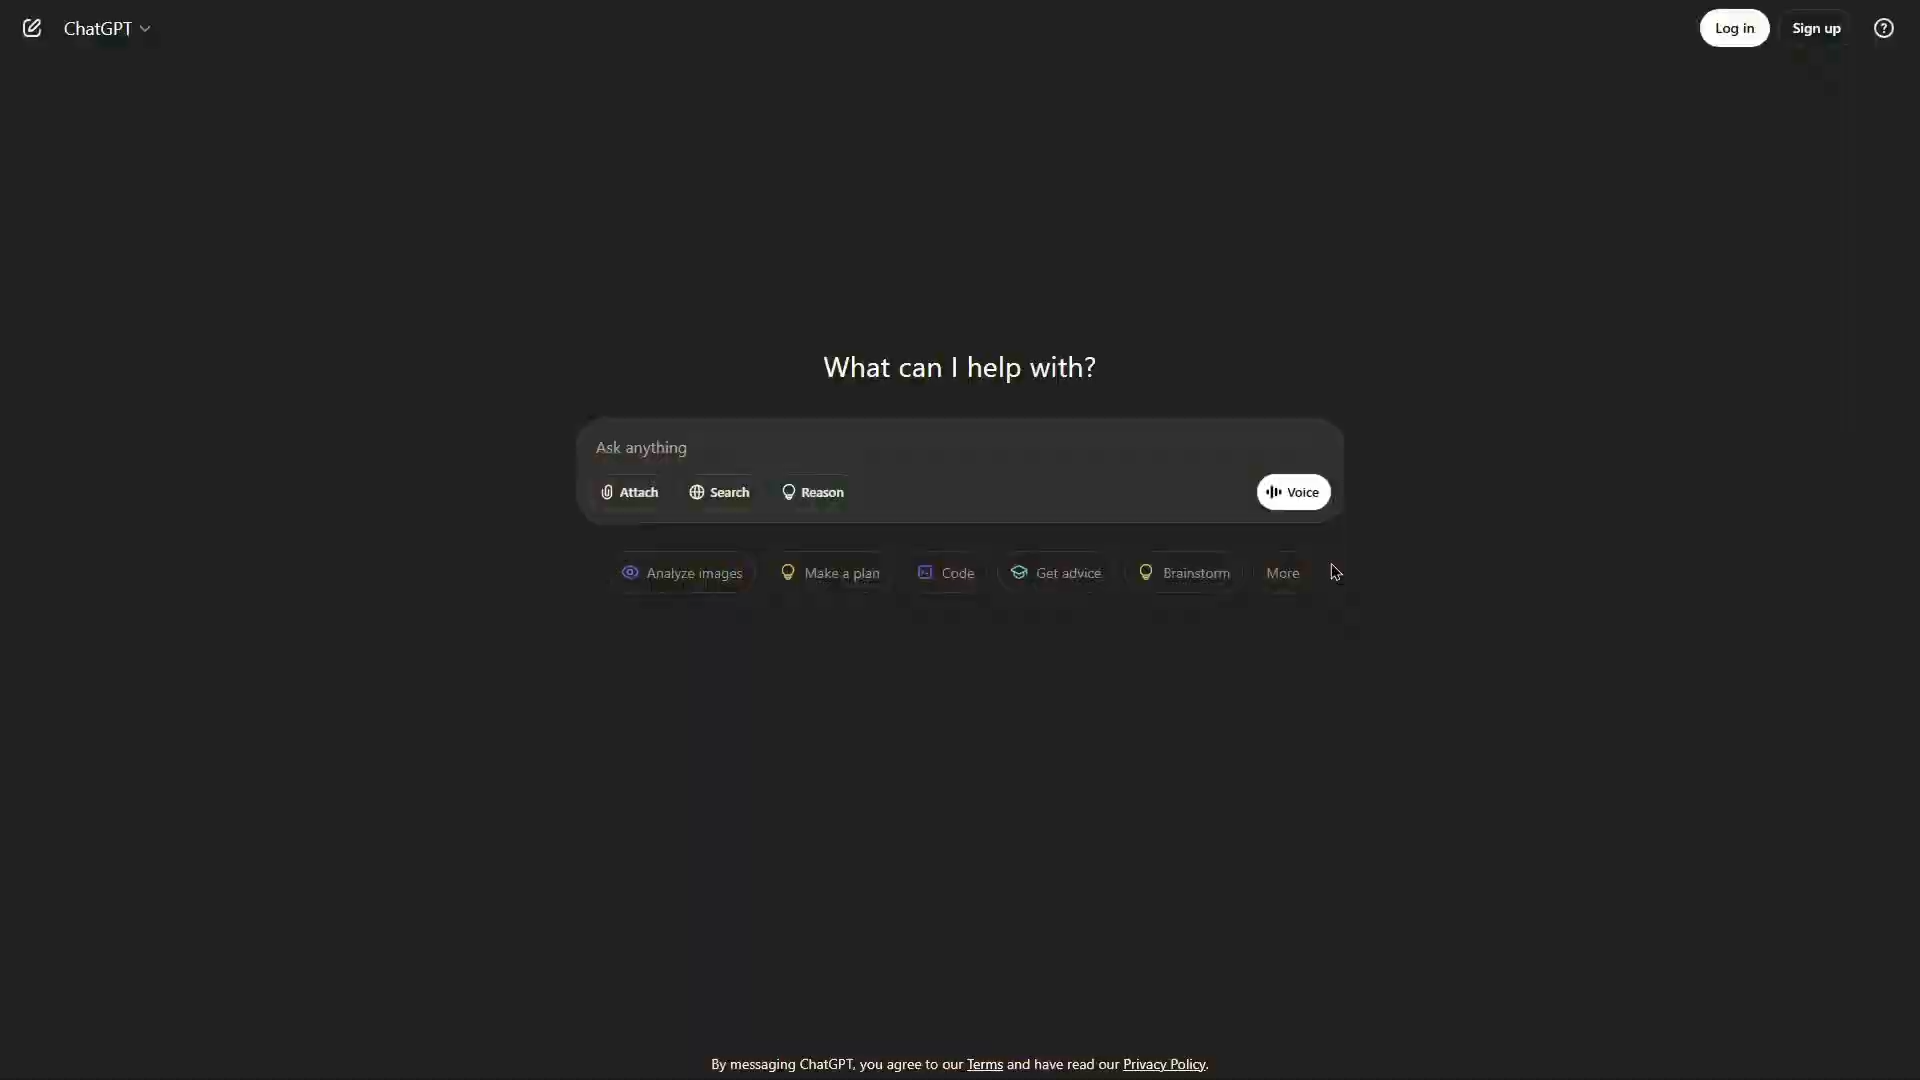 ChatGPT
Log in
Sign up
What can I help with?
Ask anything
Attach
Search
Reason
Voice
Analyze images
Make a plan
Code
Get advice
Brainstorm
More
By messaging ChatGPT, you agree to our Terms and have read our Privacy Policy.